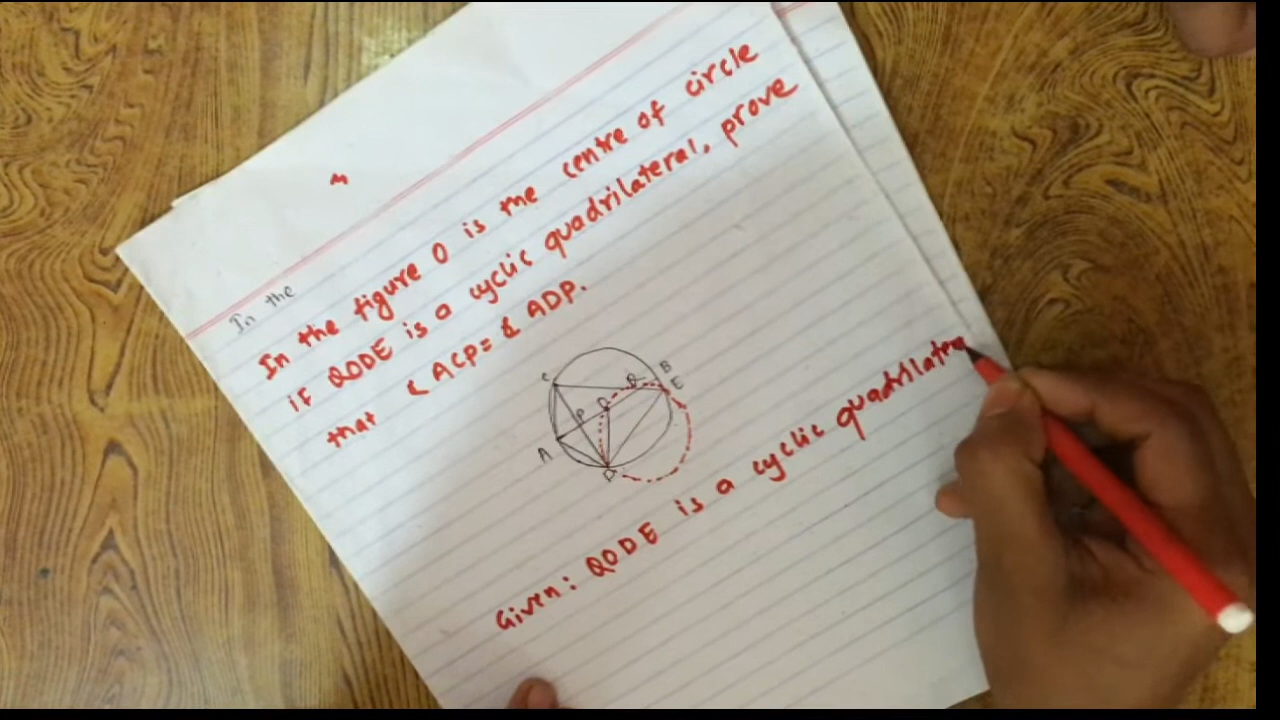 In the
In the figure O is the centre of circle
if QODE is a cyclic quadrilateral, prove
that ∠ACP = ∠ADP.
C
B
Q
E
O
P
A
D
Given: QODE is a cyclic quadrilatera